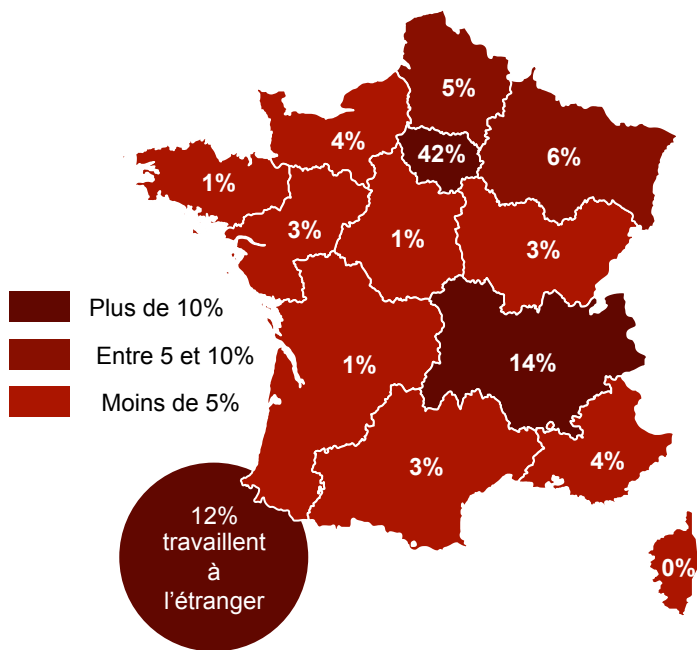 5%
4%
42%
6%
1%
3%
1%
3%
Plus de 10%
Entre 5 et 10%
Moins de 5%
1%
14%
3%
4%
12%
travaillent
à
l’étranger
0%